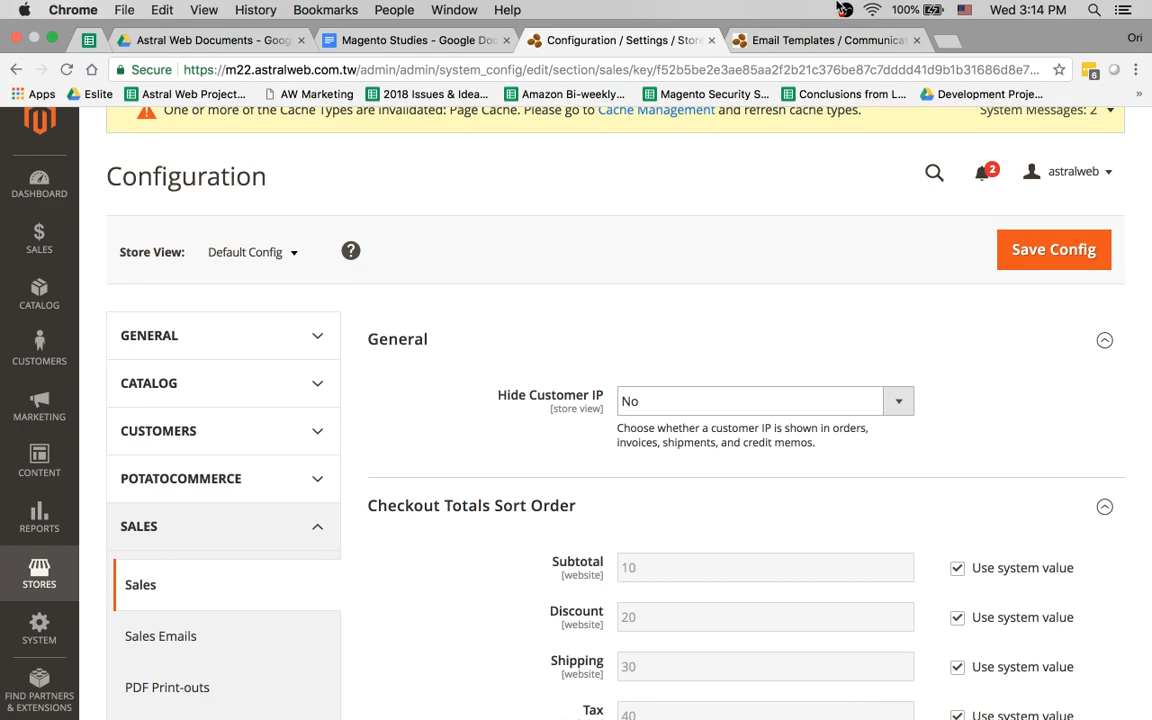 Chrome File Edit View History Bookmarks People Window Help 100% Wed 3:14 PM
Astral Web Documents - Goog Magento Studies - Google Doc Configuration / Settings / Store Email Templates / Communicat Ori
Secure https://m22.astralweb.com.tw/admin/admin/system_config/edit/section/sales/key/f52b5be2e3ae85aa2f2b21c376be87c7dddd41d9b1b31686d8e7... 6
Apps Eslite Astral Web Project... AW Marketing 2018 Issues & Idea... Amazon Bi-weekly... Magento Security S... Conclusions from L... Development Proje... »
One or more of the Cache Types are invalidated: Page Cache. Please go to Cache Management and refresh cache types. System Messages: 2
Configuration 2 astralweb
Store View: Default Config ? Save Config
DASHBOARD
SALES
CATALOG
CUSTOMERS
MARKETING
CONTENT
REPORTS
STORES
SYSTEM
FIND PARTNERS
& EXTENSIONS
GENERAL
CATALOG
CUSTOMERS
POTATOCOMMERCE
SALES
Sales
Sales Emails
PDF Print-outs
General
Hide Customer IP No
[store view]
Choose whether a customer IP is shown in orders,
invoices, shipments, and credit memos.
Checkout Totals Sort Order
Subtotal 10 Use system value
[website]
Discount 20 Use system value
[website]
Shipping 30 Use system value
[website]
Tax 40 Use system value